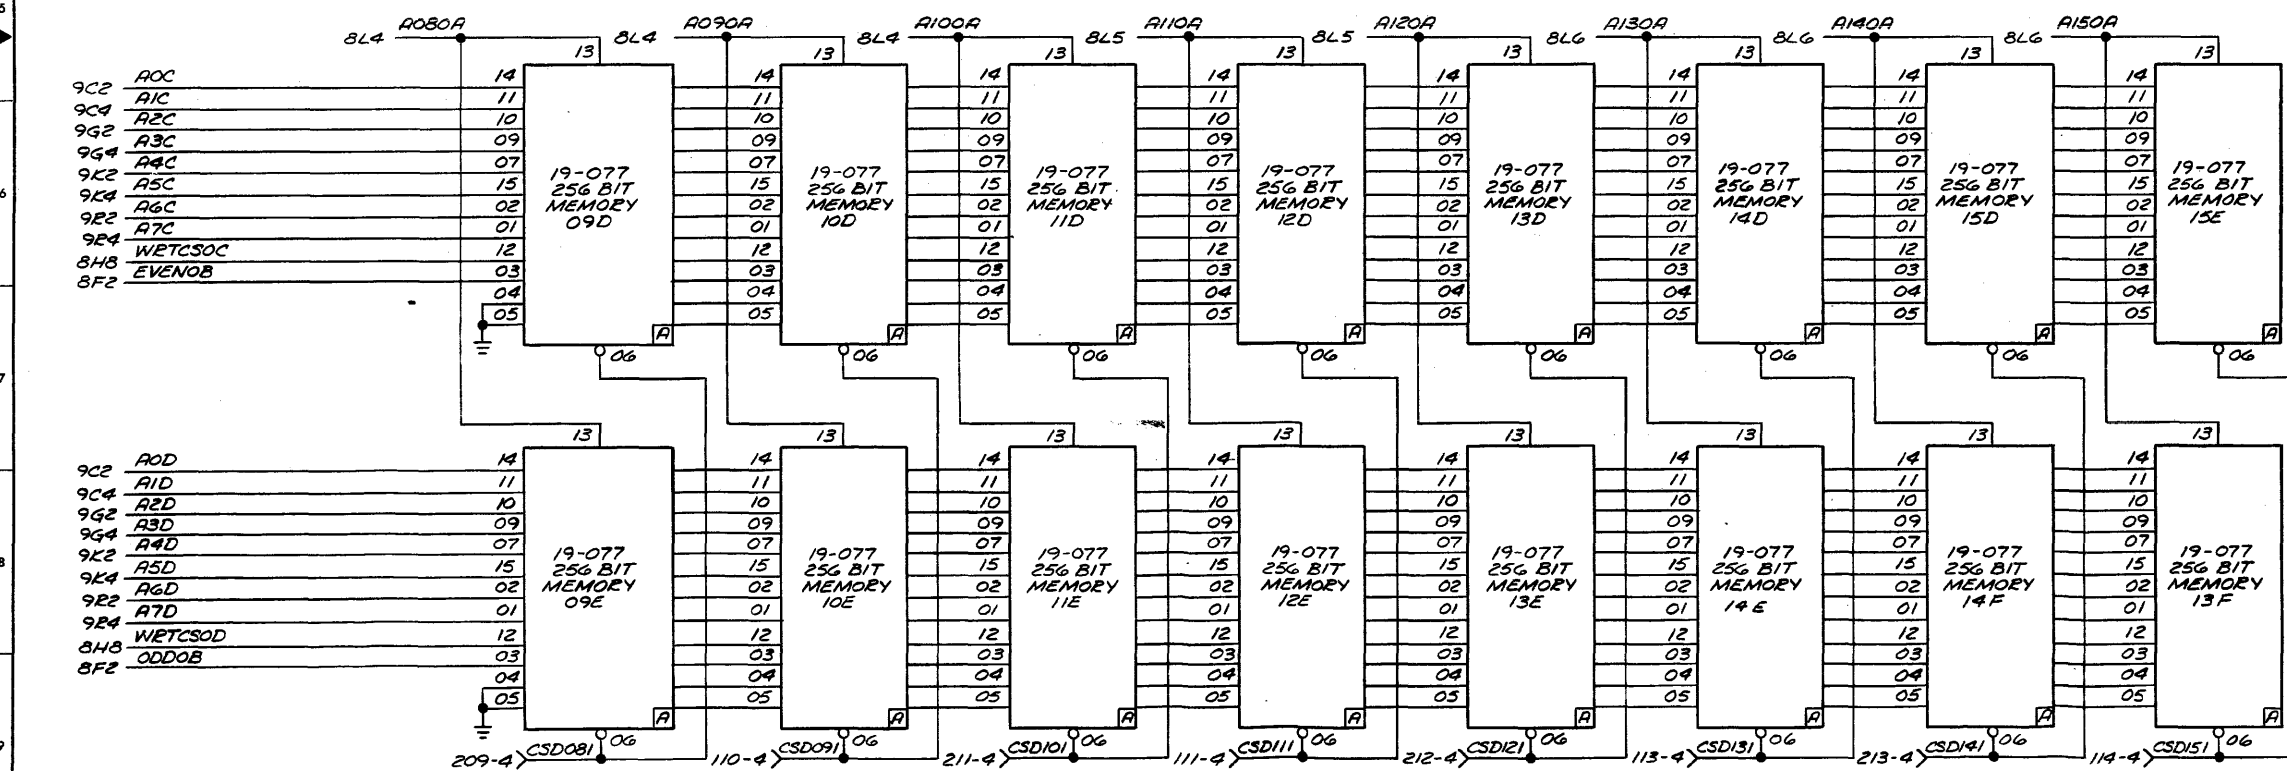 8L4 A080A 8L4 A090A 8L4 A100A 8L5 A110A 8L5 A120A 8L6 A130A 8L6 A140A 8L6 A150A
13 13 13 13 13 13 13 13
9C2 A0C 14 14 14 14 14 14 14 14
9C4 A1C 11 11 11 11 11 11 11 11
9G2 A2C 10 10 10 10 10 10 10 10
9G4 A3C 09 09 09 09 09 09 09 09
9K2 A4C 07 07 07 07 07 07 07 07
9K4 A5C 15 15 15 15 15 15 15 15
9R2 A6C 02 02 02 02 02 02 02 02
9R4 A7C 01 01 01 01 01 01 01 01
8H8 WRTCS0C 12 12 12 12 12 12 12 12
8F2 EVEN0B 03 03 03 03 03 03 03 03
04 04 04 04 04 04 04 04
05 05 05 05 05 05 05 05
19-077 19-077 19-077 19-077 19-077 19-077 19-077 19-077
256 BIT 256 BIT 256 BIT 256 BIT 256 BIT 256 BIT 256 BIT 256 BIT
MEMORY MEMORY MEMORY MEMORY MEMORY MEMORY MEMORY MEMORY
09D 10D 11D 12D 13D 14D 15D 15E
A A A A A A A A
06 06 06 06 06 06 06 06
13 13 13 13 13 13 13 13
9C2 A0D 14 14 14 14 14 14 14 14
9C4 A1D 11 11 11 11 11 11 11 11
9G2 A2D 10 10 10 10 10 10 10 10
9G4 A3D 09 09 09 09 09 09 09 09
9K2 A4D 07 07 07 07 07 07 07 07
9K4 A5D 15 15 15 15 15 15 15 15
9R2 A6D 02 02 02 02 02 02 02 02
9R4 A7D 01 01 01 01 01 01 01 01
8H8 WRTCS0D 12 12 12 12 12 12 12 12
8F2 ODD0B 03 03 03 03 03 03 03 03
04 04 04 04 04 04 04 04
05 05 05 05 05 05 05 05
19-077 19-077 19-077 19-077 19-077 19-077 19-077 19-077
256 BIT 256 BIT 256 BIT 256 BIT 256 BIT 256 BIT 256 BIT 256 BIT
MEMORY MEMORY MEMORY MEMORY MEMORY MEMORY MEMORY MEMORY
09E 10E 11E 12E 13E 14E 14F 13F
A A A A A A A A
06 06 06 06 06 06 06 06
209-4 CSD081 110-4 CSD091 211-4 CSD101 111-4 CSD111 212-4 CSD121 113-4 CSD131 213-4 CSD141 114-4 CSD151